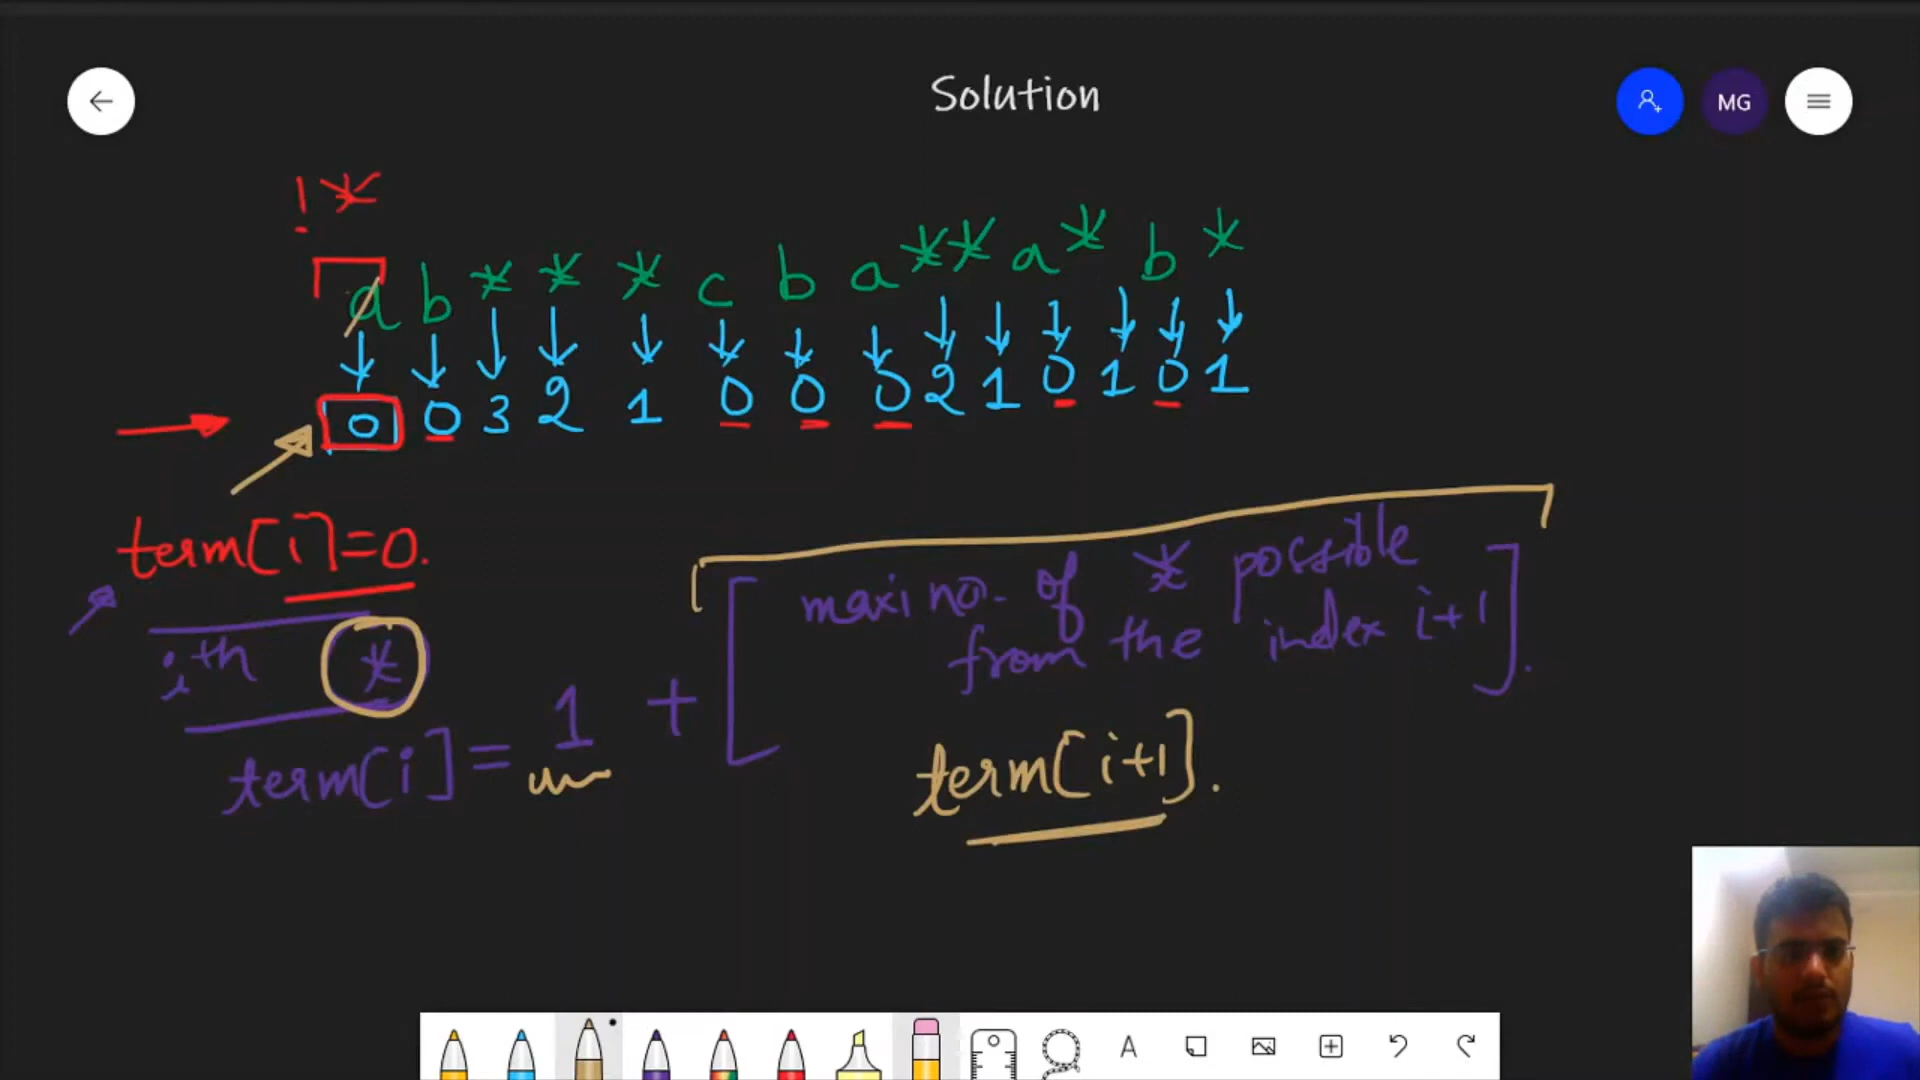 Solution
MG
! *
a b * * * c b a * * a * b *
0 0 3 2 1 0 0 0 2 1 0 1 0 1
term[i]=0.
maxi no. of * possible
from the index i+1].
ith *
term[i] = 1 + [
term[i+1].
A